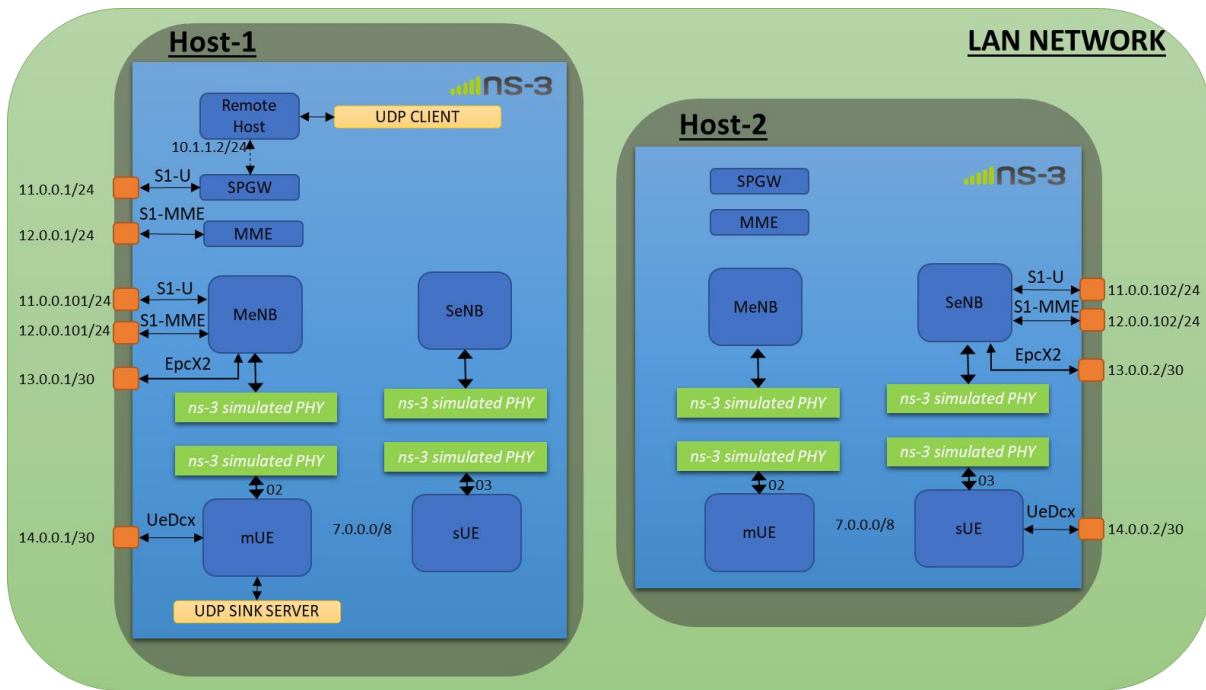 Host-1
LAN NETWORK
ns-3
Remote
Host
UDP CLIENT
10.1.1.2/24
S1-U
11.0.0.1/24
SPGW
S1-MME
12.0.0.1/24
MME
11.0.0.101/24
S1-U
MeNB
S1-MME
12.0.0.101/24
EpcX2
13.0.0.1/30
SeNB
ns-3 simulated PHY
ns-3 simulated PHY
ns-3 simulated PHY
ns-3 simulated PHY
02
03
UeDcx
14.0.0.1/30
mUE
7.0.0.0/8
sUE
UDP SINK SERVER
Host-2
ns-3
SPGW
MME
MeNB
SeNB
S1-U
11.0.0.102/24
S1-MME
12.0.0.102/24
EpcX2
13.0.0.2/30
ns-3 simulated PHY
ns-3 simulated PHY
ns-3 simulated PHY
ns-3 simulated PHY
02
03
mUE
7.0.0.0/8
sUE
UeDcx
14.0.0.2/30